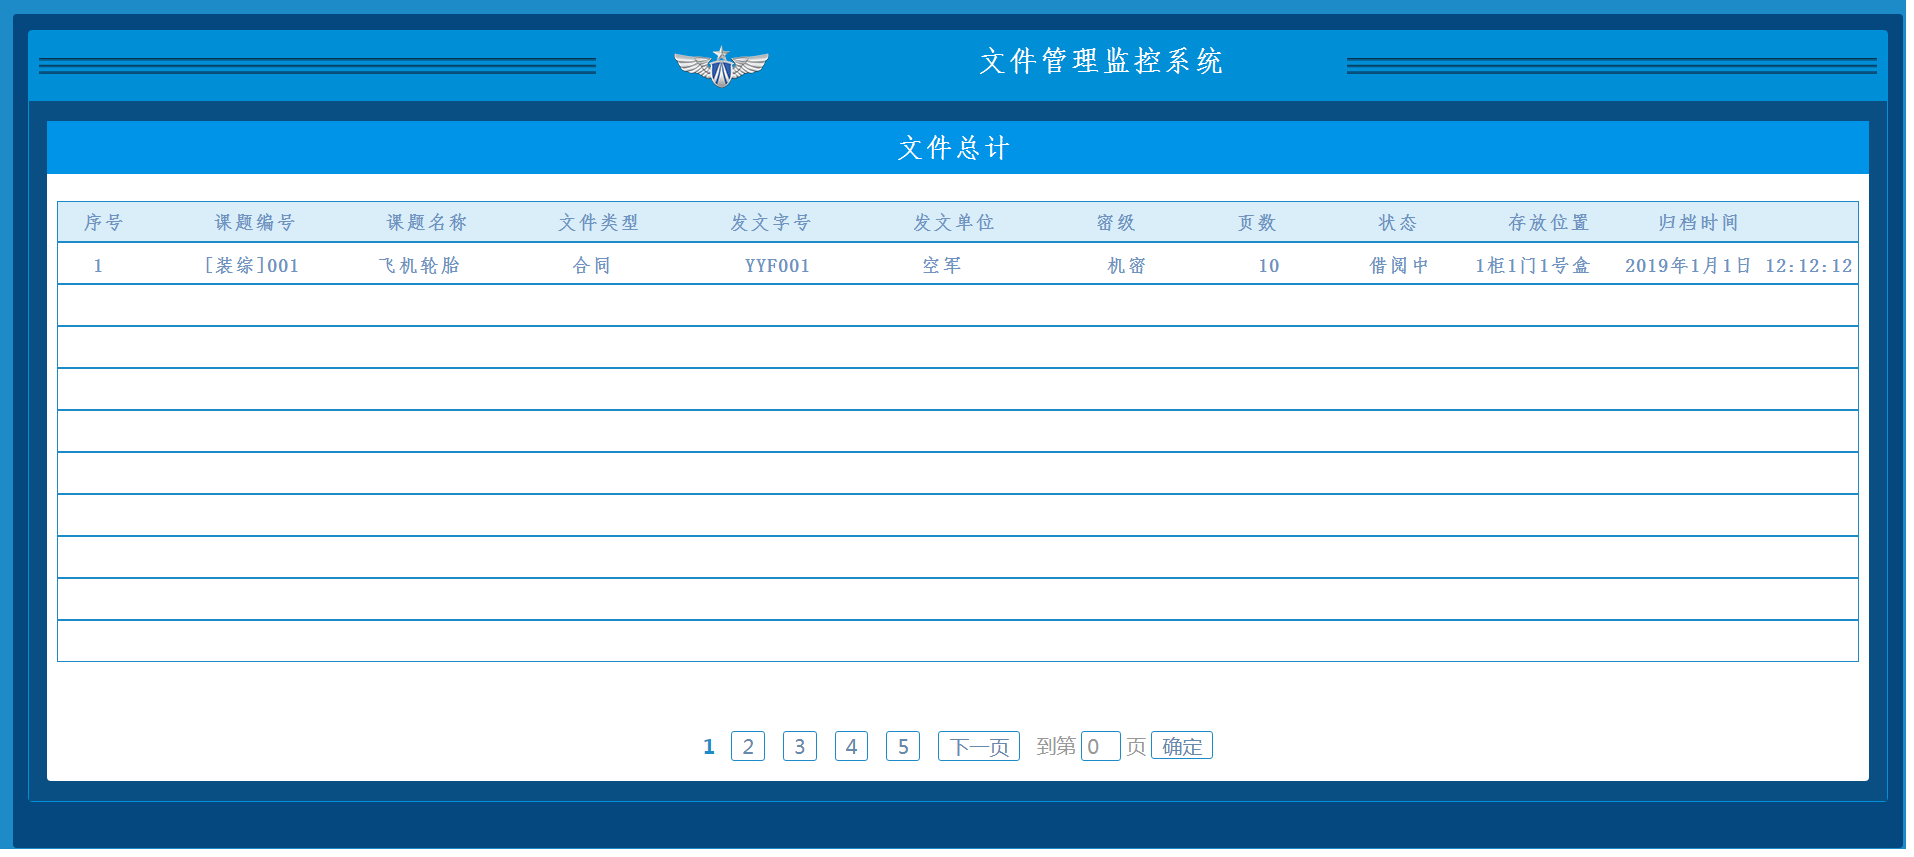 文件管理监控系统
文件总计
序号 课题编号 课题名称 文件类型 发文字号 发文单位 密级 页数 状态 存放位置 归档时间
1 [装综]001 飞机轮胎 合同 YYF001 空军 机密 10 借阅中 1柜1门1号盒 2019年1月1日 12:12:12
1 2 3 4 5 下一页 到第 0 页 确定